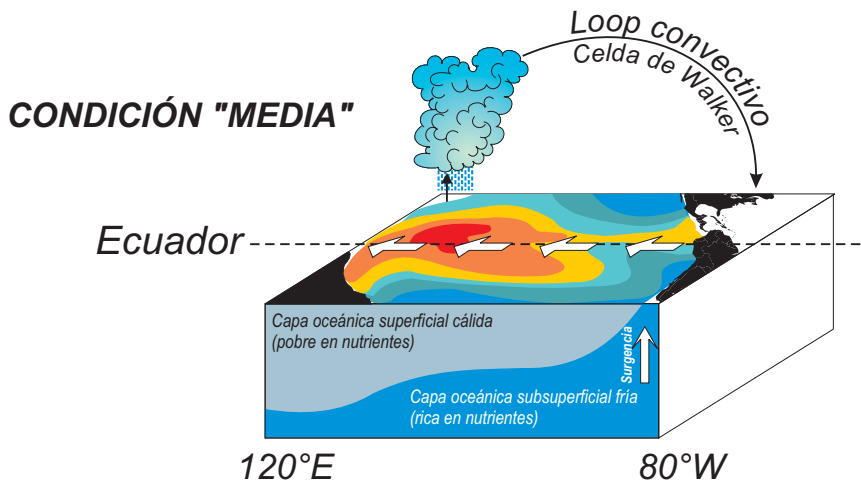 Loop convectivo
Celda de Walker
CONDICIÓN "MEDIA"
Ecuador
Capa oceánica superficial cálida
(pobre en nutrientes)
Surgencia
Capa oceánica subsuperficial fría
(rica en nutrientes)
120°E
80°W